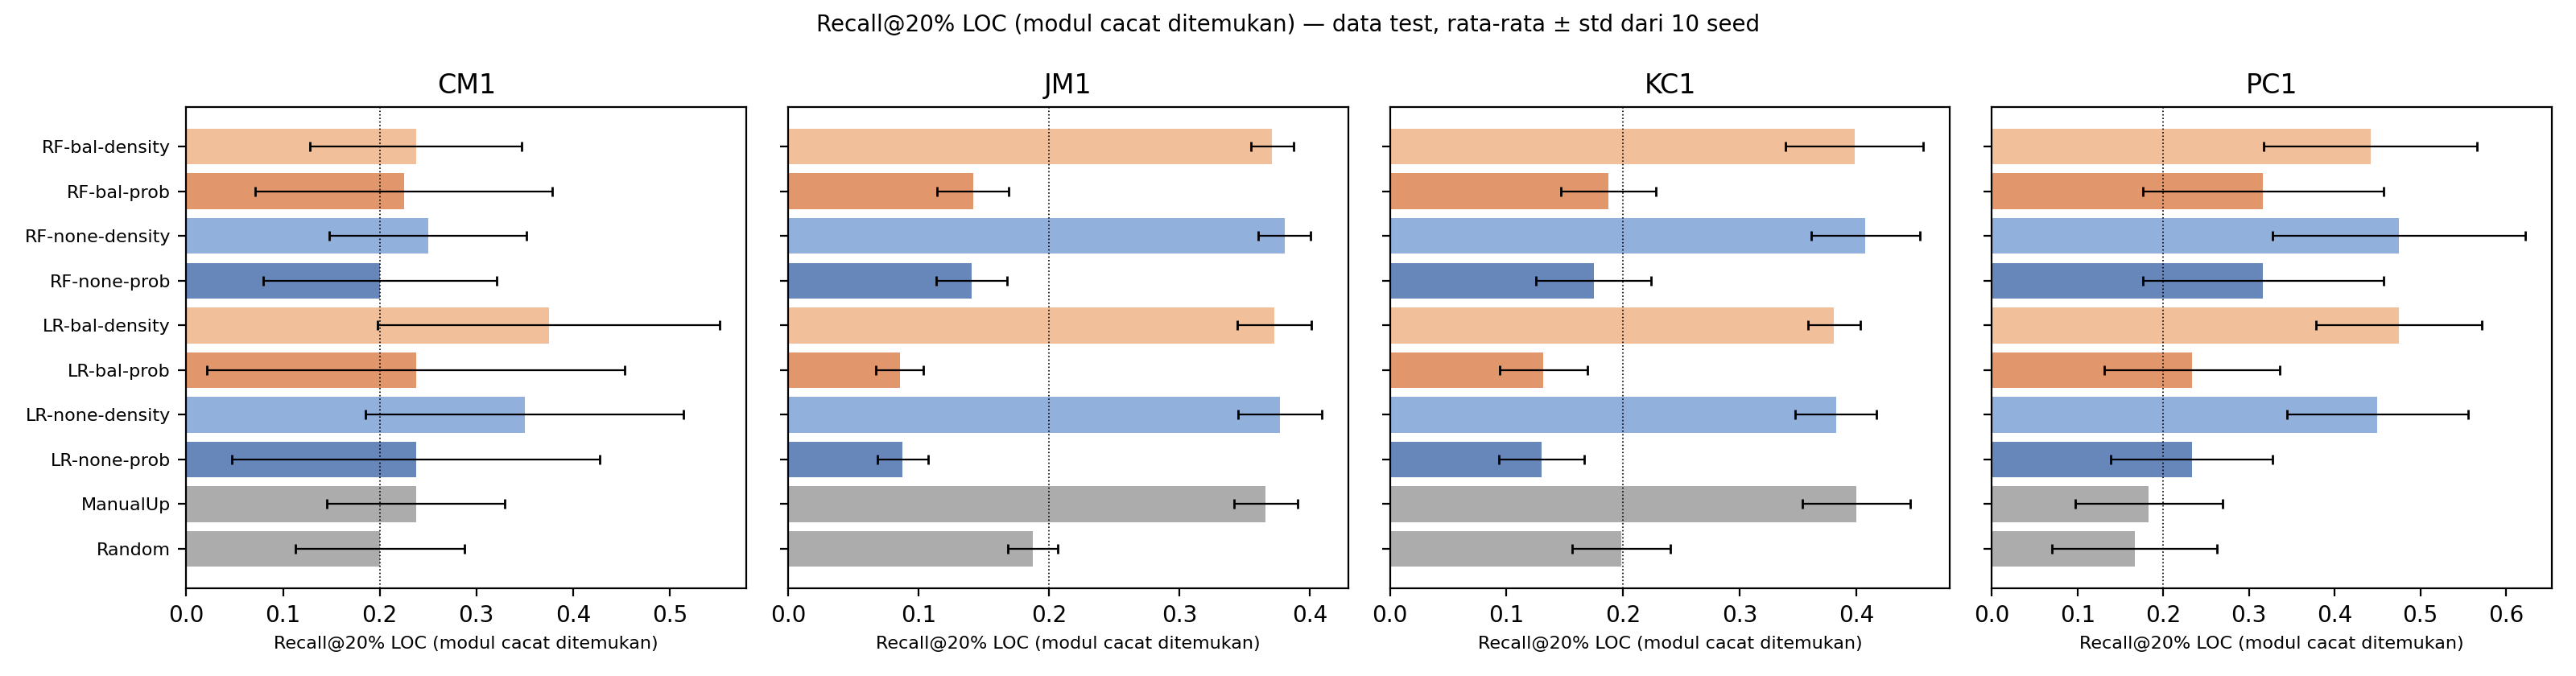 Recall@20% LOC (modul cacat ditemukan) — data test, rata-rata ± std dari 10 seed
CM1
JM1
KC1
PC1
RF-bal-density
RF-bal-prob
RF-none-density
RF-none-prob
LR-bal-density
LR-bal-prob
LR-none-density
LR-none-prob
ManualUp
Random
0.0 0.1 0.2 0.3 0.4 0.5
0.0 0.1 0.2 0.3 0.4
0.0 0.1 0.2 0.3 0.4
0.0 0.1 0.2 0.3 0.4 0.5 0.6
Recall@20% LOC (modul cacat ditemukan)
Recall@20% LOC (modul cacat ditemukan)
Recall@20% LOC (modul cacat ditemukan)
Recall@20% LOC (modul cacat ditemukan)